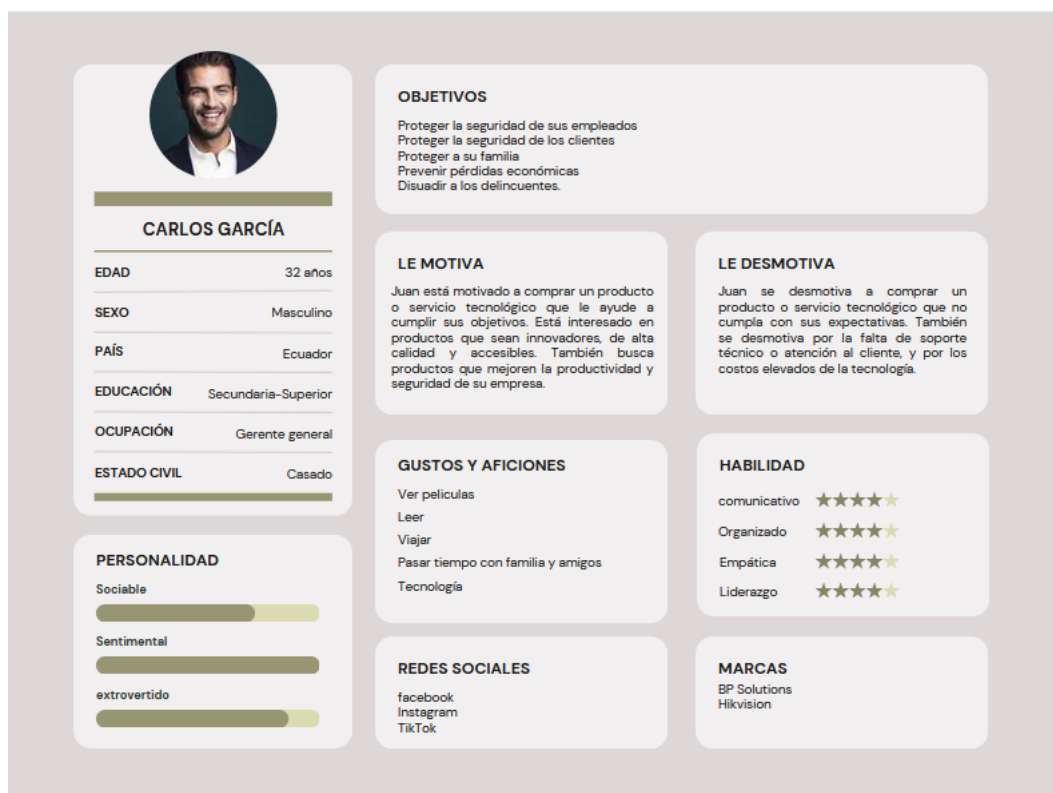 CARLOS GARCÍA
EDAD 32 años
SEXO Masculino
PAÍS Ecuador
EDUCACIÓN Secundaria-Superior
OCUPACIÓN Gerente general
ESTADO CIVIL Casado
PERSONALIDAD
Sociable
Sentimental
extrovertido
OBJETIVOS
Proteger la seguridad de sus empleados
Proteger la seguridad de los clientes
Proteger a su familia
Prevenir pérdidas económicas
Disuadir a los delincuentes.
LE MOTIVA
Juan está motivado a comprar un producto
o servicio tecnológico que le ayude a
cumplir sus objetivos. Está interesado en
productos que sean innovadores, de alta
calidad y accesibles. También busca
productos que mejoren la productividad y
seguridad de su empresa.
LE DESMOTIVA
Juan se desmotiva a comprar un
producto o servicio tecnológico que no
cumpla con sus expectativas. También
se desmotiva por la falta de soporte
técnico o atención al cliente, y por los
costos elevados de la tecnología.
GUSTOS Y AFICIONES
Ver peliculas
Leer
Viajar
Pasar tiempo con familia y amigos
Tecnología
HABILIDAD
comunicativo
Organizado
Empática
Liderazgo
REDES SOCIALES
facebook
Instagram
TikTok
MARCAS
BP Solutions
Hikvision